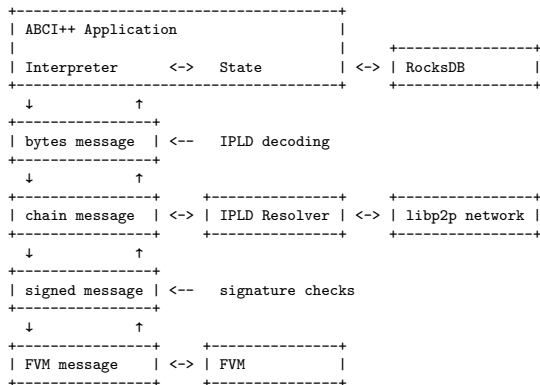 +---------------------------------------+
| ABCI++ Application                    |
|                                       |     +----------------+
| Interpreter      <->   State          | <-> | RocksDB        |
+---------------------------------------+     +----------------+
  ↓            ↑
+----------------+
| bytes message  | <--   IPLD decoding
+----------------+
  ↓            ↑
+----------------+     +---------------+     +----------------+
| chain message  | <-> | IPLD Resolver | <-> | libp2p network |
+----------------+     +---------------+     +----------------+
  ↓            ↑
+----------------+
| signed message | <--   signature checks
+----------------+
  ↓            ↑
+----------------+     +---------------+
| FVM message    | <-> | FVM           |
+----------------+     +---------------+